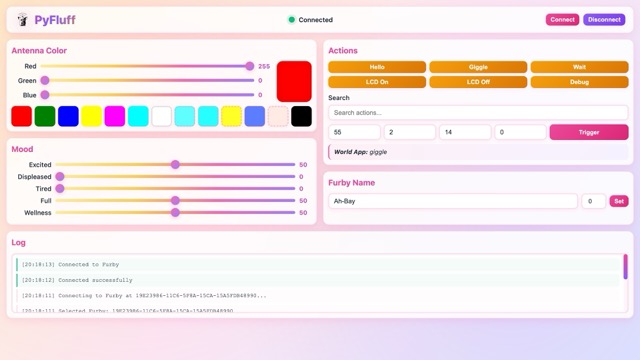 PyFluff
Connected
Connect
Disconnect
Antenna Color
Red
255
Green
0
Blue
0
Mood
Excited
50
Displeased
0
Tired
0
Full
50
Wellness
50
Actions
Hello
Giggle
Wait
LCD On
LCD Off
Debug
Search
Search actions...
55
2
14
0
Trigger
World App: giggle
Furby Name
Ah-Bay
0
Set
Log
[20:18:13] Connected to Furby
[20:18:12] Connected successfully
[20:18:11] Connecting to Furby at 19E23986-11C6-5F8A-15CA-15A5FDB48990...
[20:18:11] Selected Furby: 19E23986-11C6-5F8A-15CA-15A5FDB48990